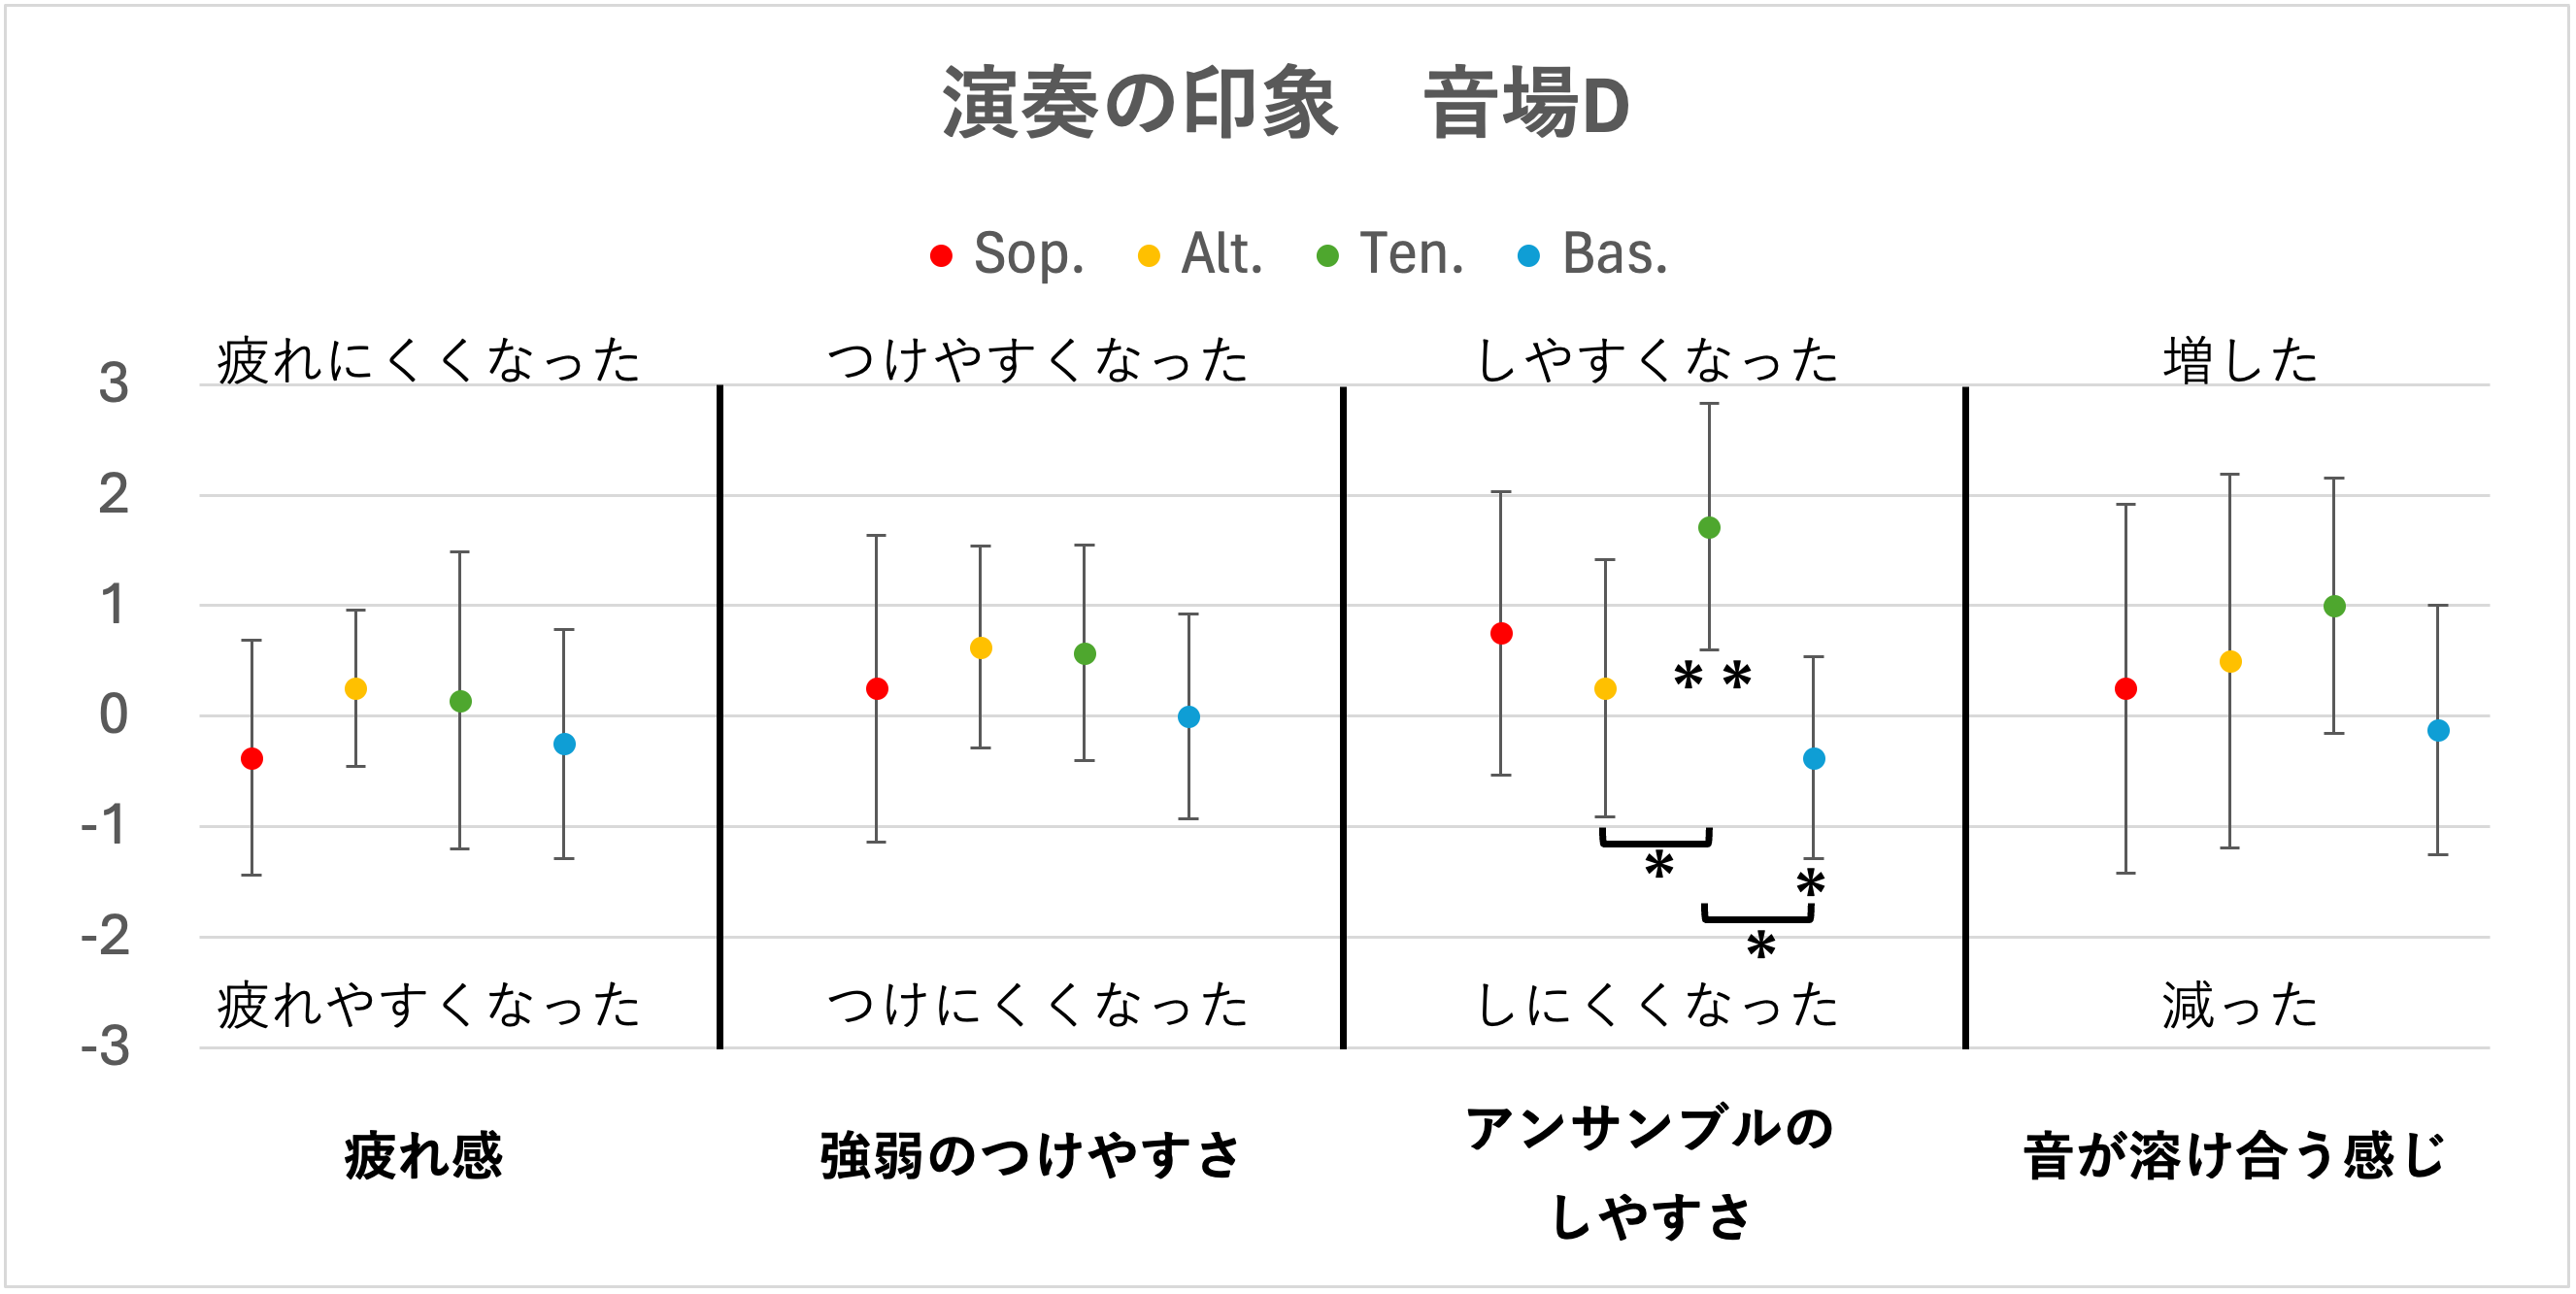 演奏の印象　音場D
Sop. Alt. Ten. Bas.
疲れにくくなった つけやすくなった しやすくなった 増した
3
2
1
0
-1
-2
-3
* *
*
*
*
疲れやすくなった つけにくくなった しにくくなった 減った
疲れ感 強弱のつけやすさ アンサンブルの
しやすさ 音が溶け合う感じ